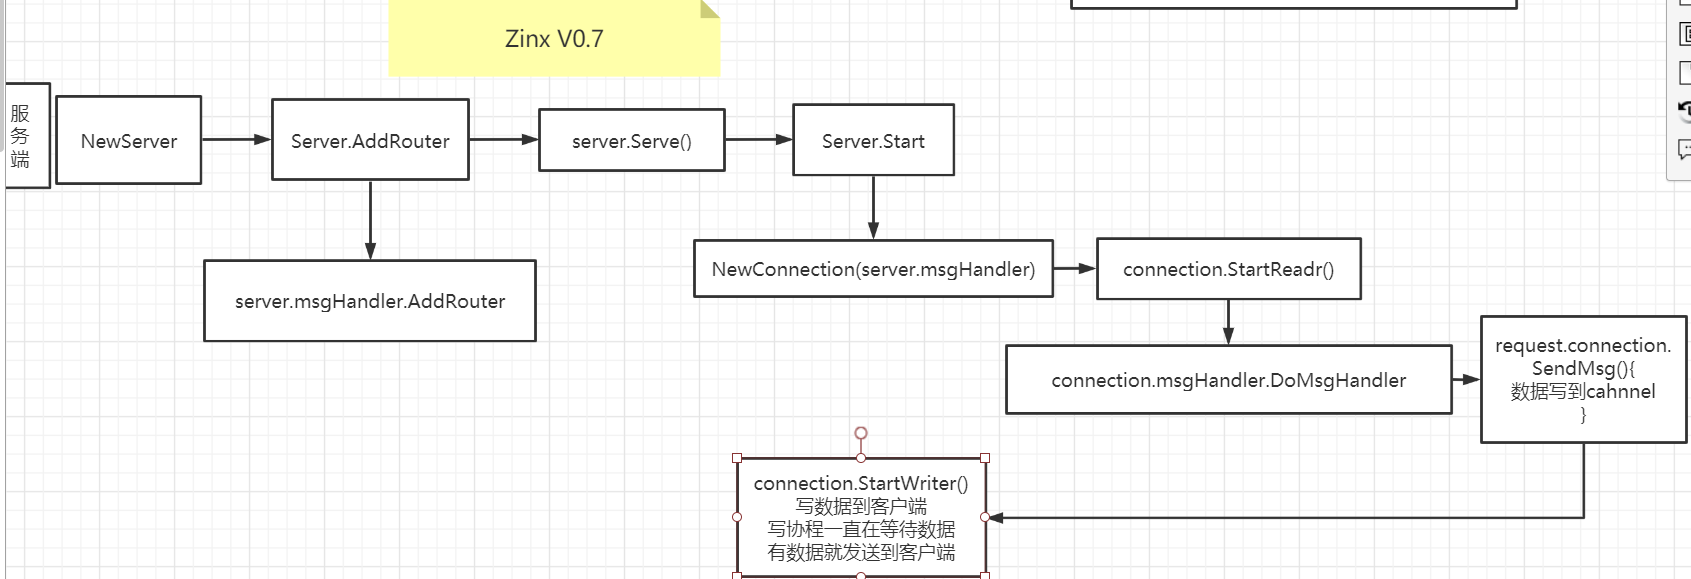 Zinx V0.7
服
务
端
NewServer
Server.AddRouter
server.Serve()
Server.Start
server.msgHandler.AddRouter
NewConnection(server.msgHandler)
connection.StartReadr()
connection.msgHandler.DoMsgHandler
request.connection.
SendMsg(){
数据写到cahnnel
}
connection.StartWriter()
写数据到客户端
写协程一直在等待数据
有数据就发送到客户端